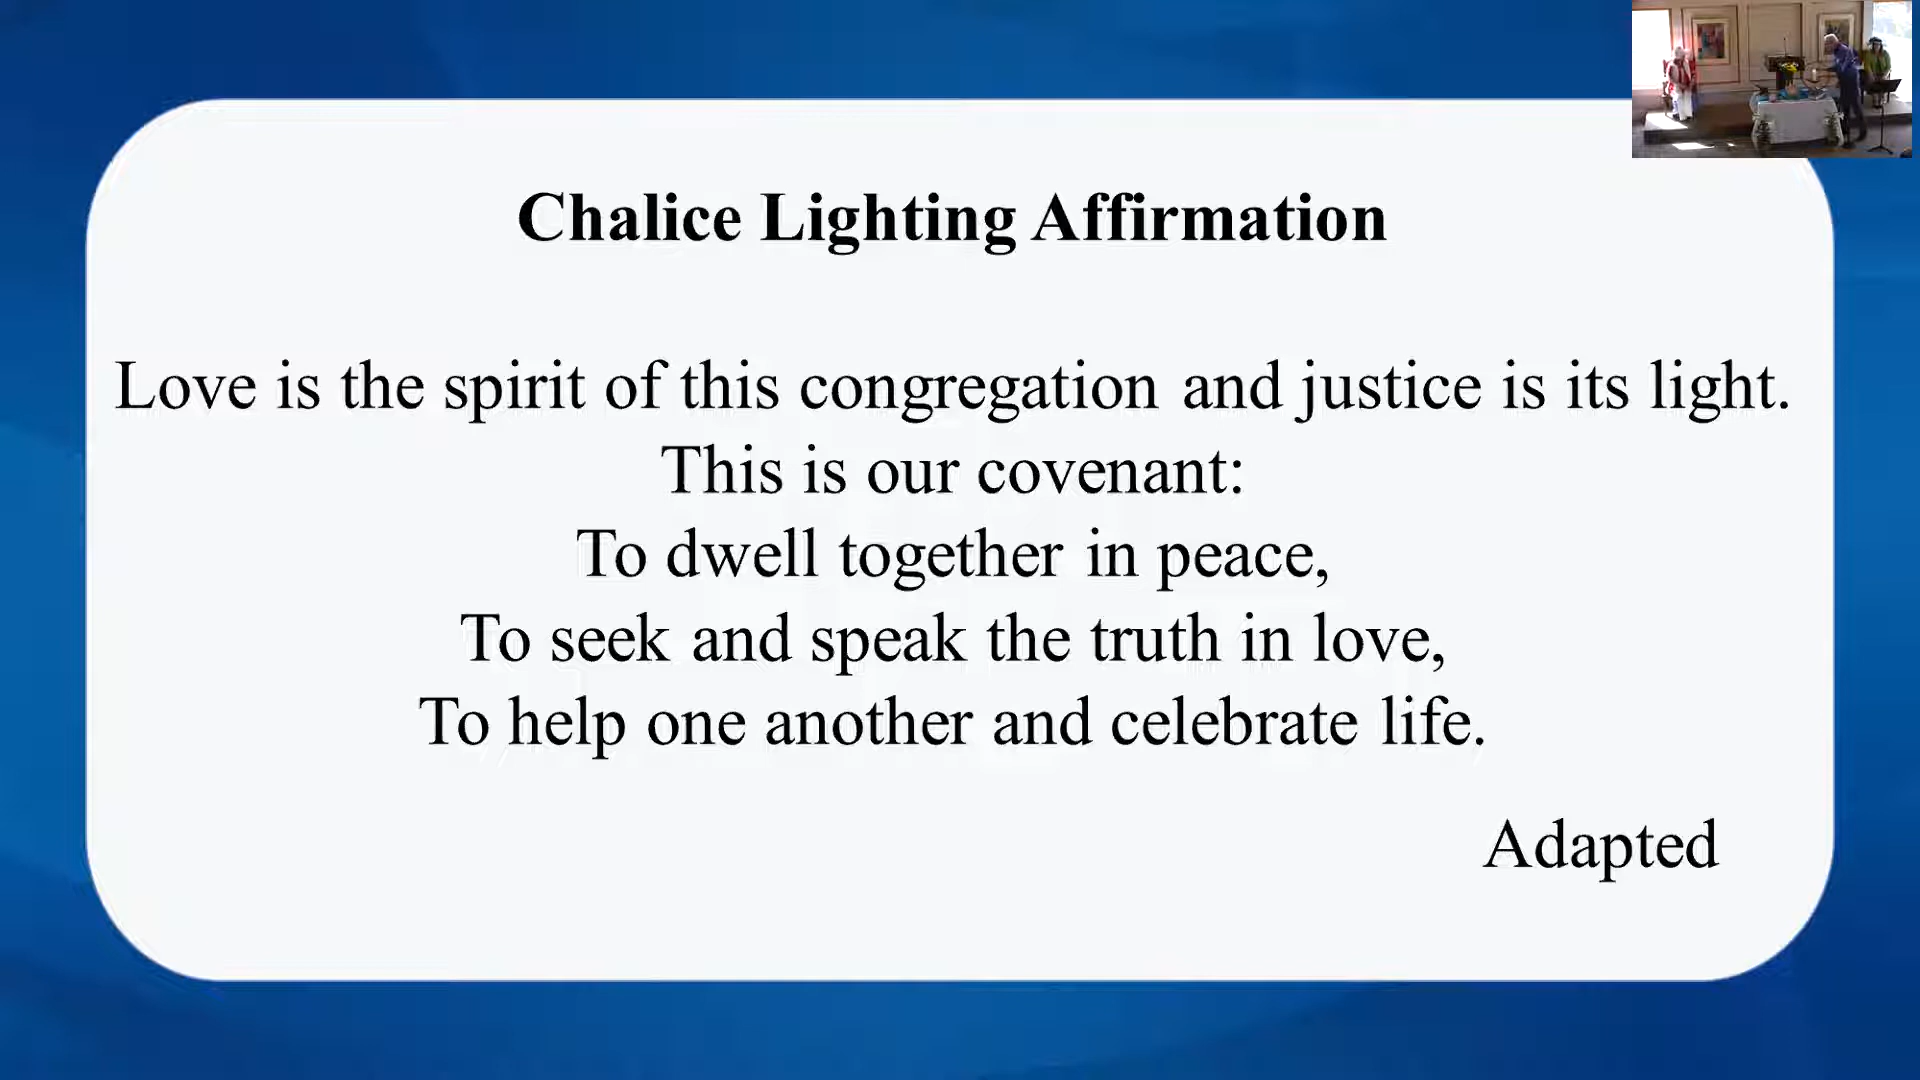 Chalice Lighting Affirmation
Love is the spirit of this congregation and justice is its light.
This is our covenant:
To dwell together in peace,
To seek and speak the truth in love,
To help one another and celebrate life.
Adapted